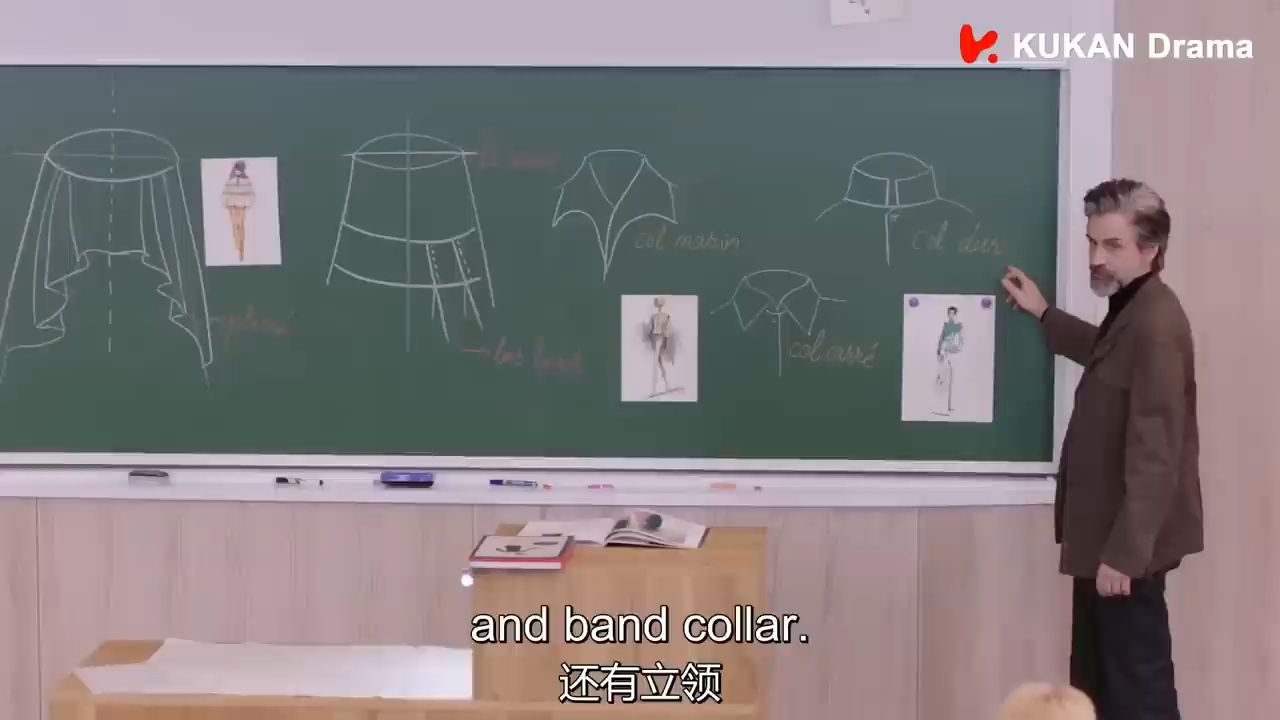 KUKAN Drama
col marin
col dur
col carré
and band collar.
还有立领